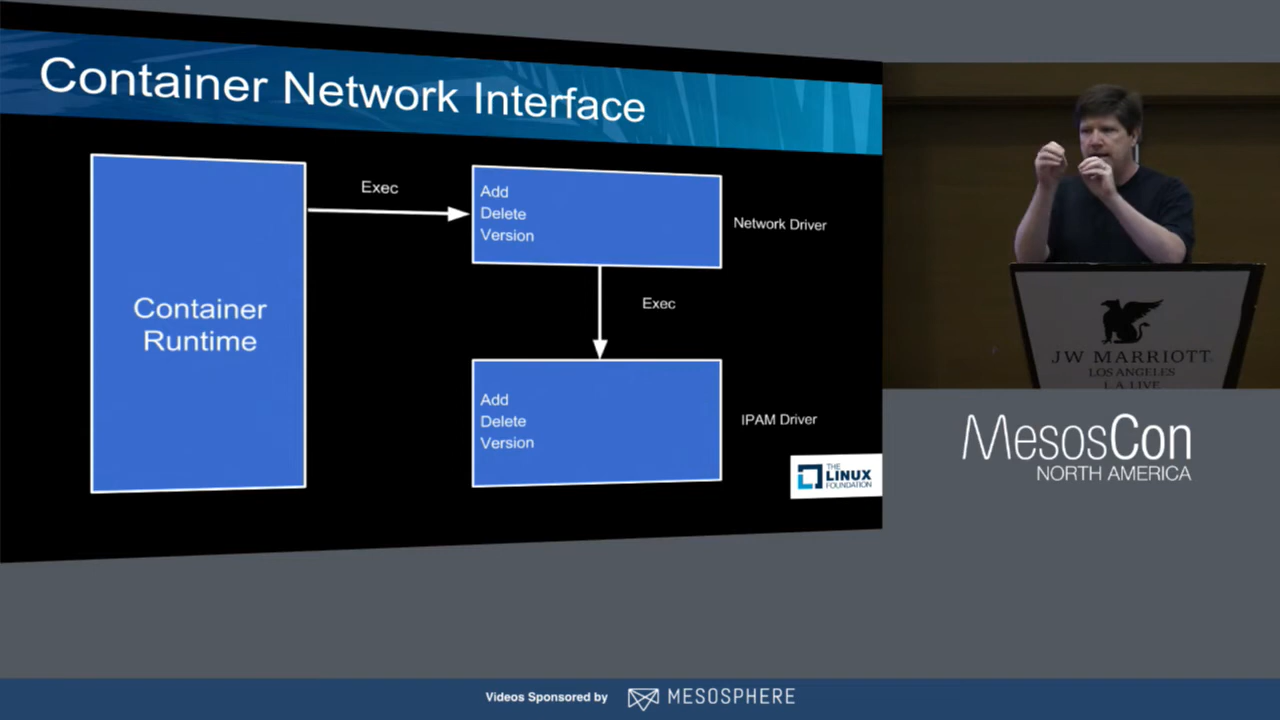 Container Network Interface
Container
Runtime
Exec
Add
Delete
Version
Network Driver
Exec
Add
Delete
Version
IPAM Driver
THE
LINUX
FOUNDATION
JW MARRIOTT
LOS ANGELES
L.A. LIVE
MesosCon
NORTH AMERICA
Videos Sponsored by MESOSPHERE